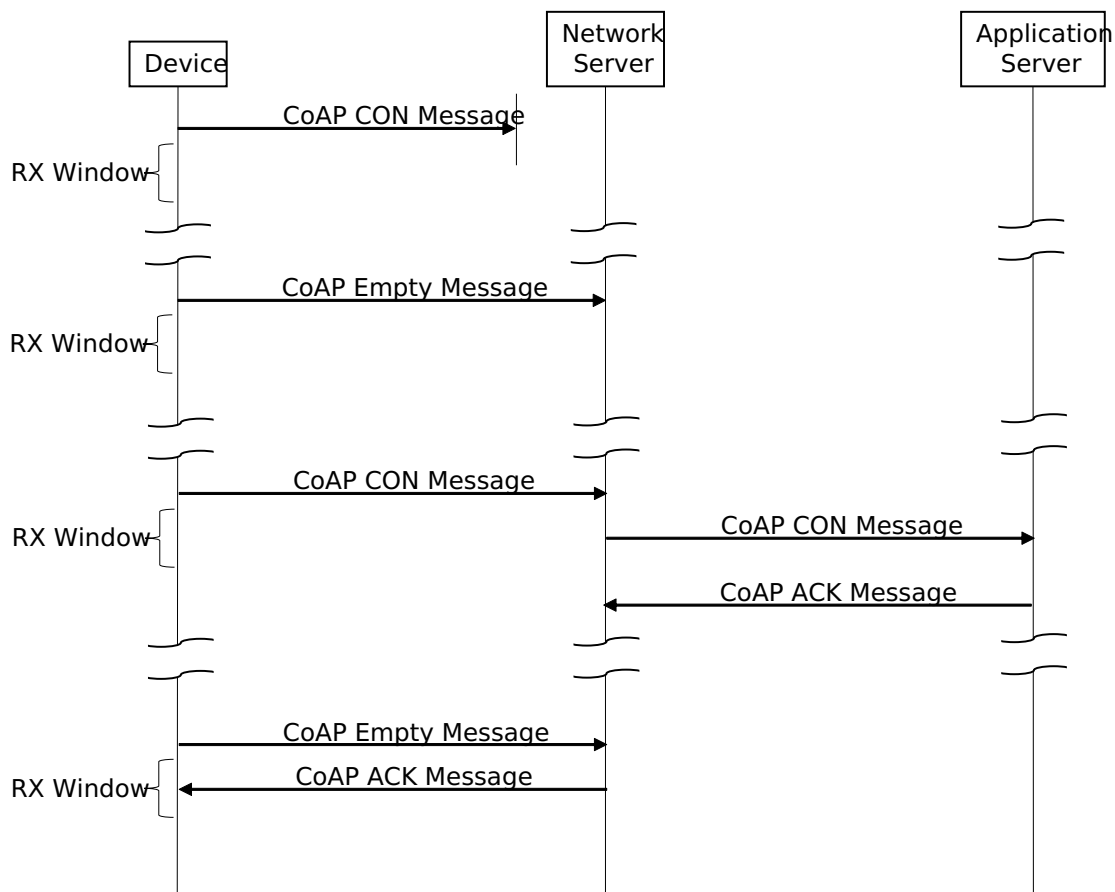 Network
Server
Application
Server
Device
CoAP CON Message
RX Window
CoAP Empty Message
RX Window
CoAP CON Message
CoAP CON Message
RX Window
CoAP ACK Message
CoAP Empty Message
CoAP ACK Message
RX Window